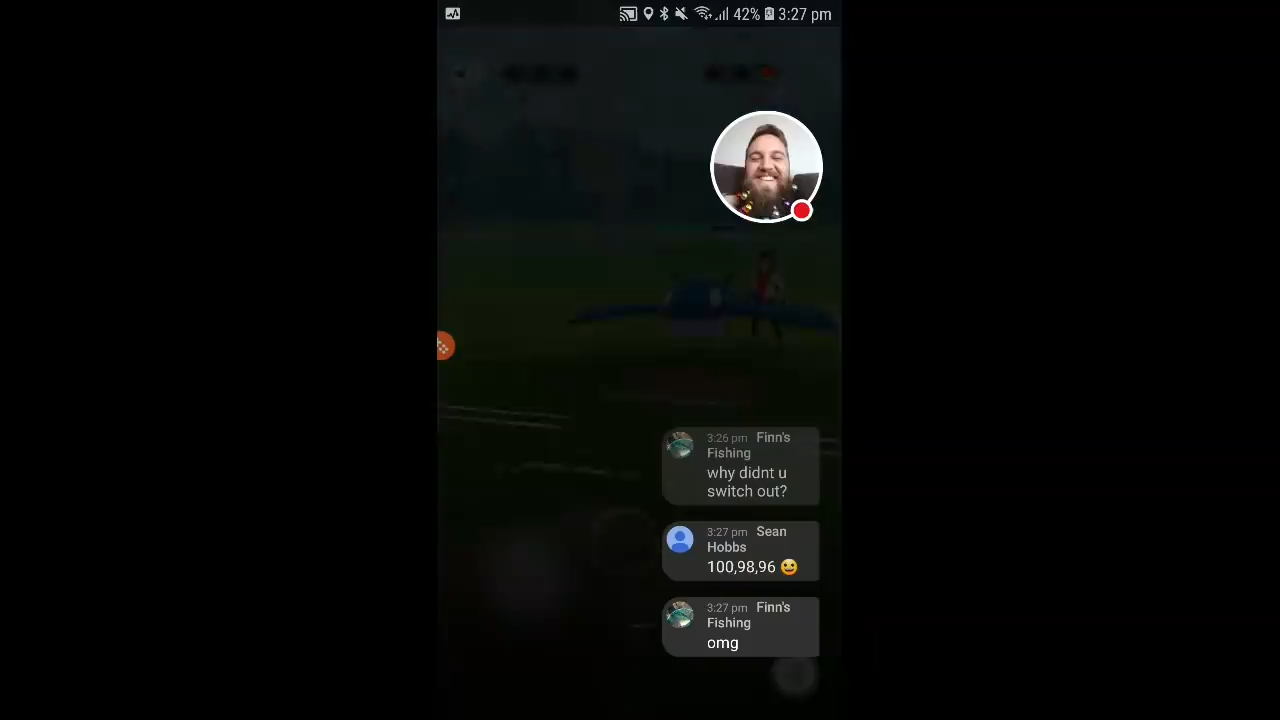 42% 3:27 pm
3:26 pm Finn's
Fishing
why didnt u
switch out?
3:27 pm Sean
Hobbs
100,98,96 😀
3:27 pm Finn's
Fishing
omg